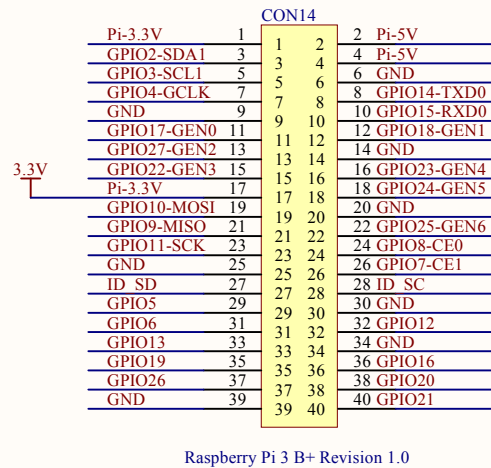 CON14
Pi-3.3V 1 1 2 2 Pi-5V
GPIO2-SDA1 3 3 4 4 Pi-5V
GPIO3-SCL1 5 5 6 6 GND
GPIO4-GCLK 7 7 8 8 GPIO14-TXD0
GND 9 9 10 10 GPIO15-RXD0
GPIO17-GEN0 11 11 12 12 GPIO18-GEN1
GPIO27-GEN2 13 13 14 14 GND
GPIO22-GEN3 15 15 16 16 GPIO23-GEN4
3.3V
Pi-3.3V 17 17 18 18 GPIO24-GEN5
GPIO10-MOSI 19 19 20 20 GND
GPIO9-MISO 21 21 22 22 GPIO25-GEN6
GPIO11-SCK 23 23 24 24 GPIO8-CE0
GND 25 25 26 26 GPIO7-CE1
ID_SD 27 27 28 28 ID_SC
GPIO5 29 29 30 30 GND
GPIO6 31 31 32 32 GPIO12
GPIO13 33 33 34 34 GND
GPIO19 35 35 36 36 GPIO16
GPIO26 37 37 38 38 GPIO20
GND 39 39 40 40 GPIO21
Raspberry Pi 3 B+ Revision 1.0